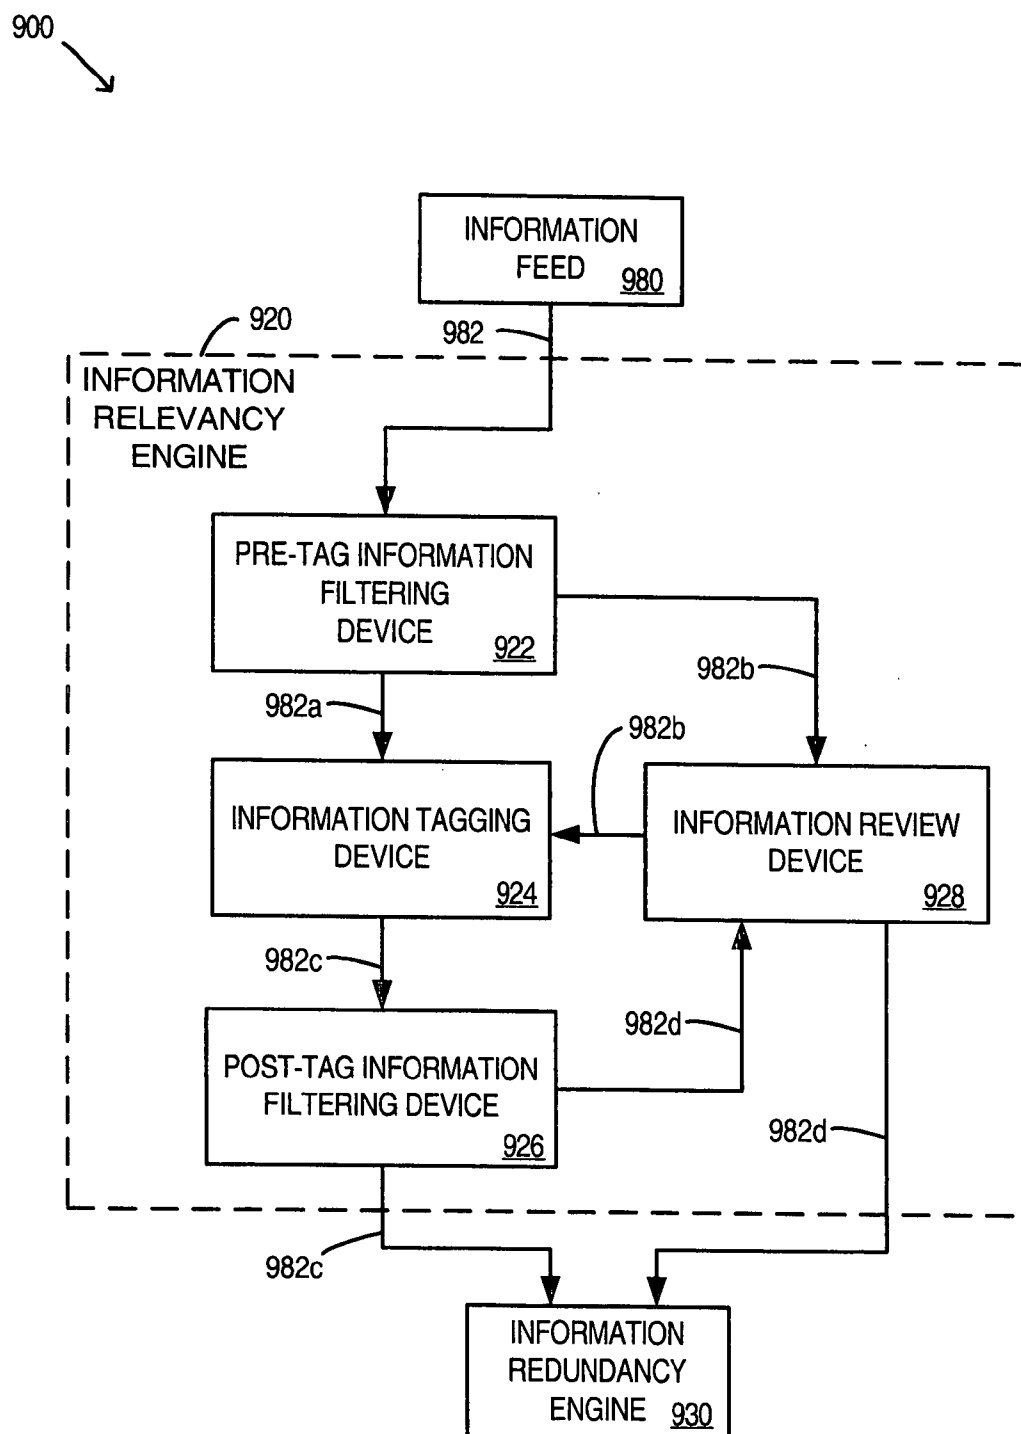 900
INFORMATION
FEED
980
982
920
INFORMATION
RELEVANCY
ENGINE
PRE-TAG INFORMATION
FILTERING
DEVICE
922
982b
982a
982b
INFORMATION TAGGING
DEVICE
924
INFORMATION REVIEW
DEVICE
928
982c
982d
POST-TAG INFORMATION
FILTERING DEVICE
926
982d
982c
INFORMATION
REDUNDANCY
ENGINE
930